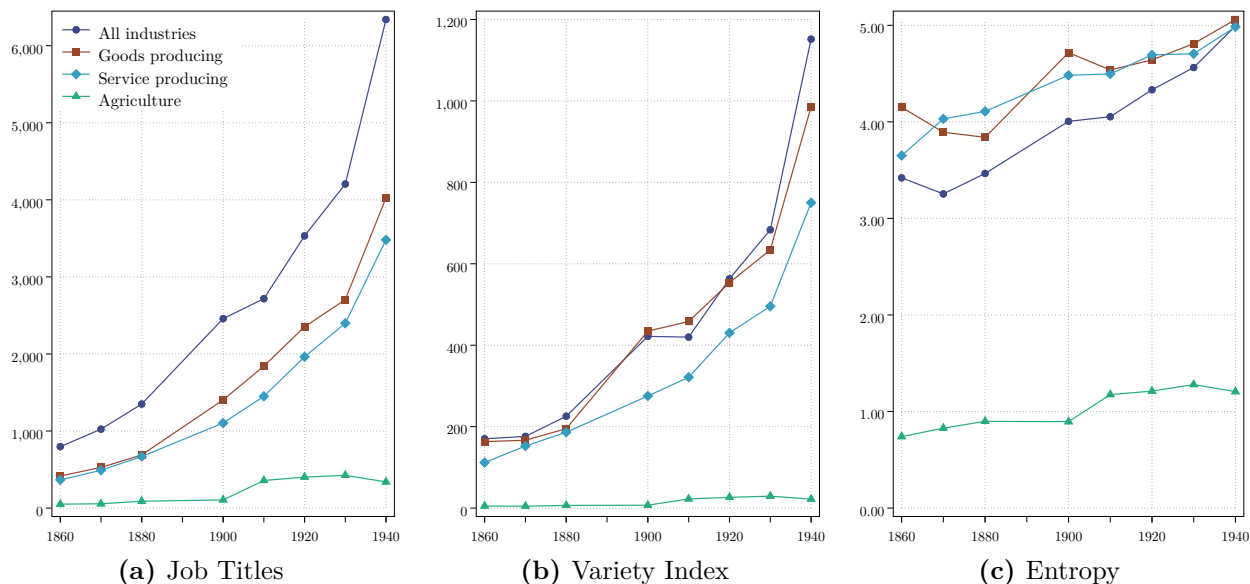 All industries
Goods producing
Service producing
Agriculture
6,000
5,000
4,000
3,000
2,000
1,000
0
1860 1880 1900 1920 1940
(a) Job Titles
1,200
1,000
800
600
400
200
0
1860 1880 1900 1920 1940
(b) Variety Index
5.00
4.00
3.00
2.00
1.00
0.00
1860 1880 1900 1920 1940
(c) Entropy